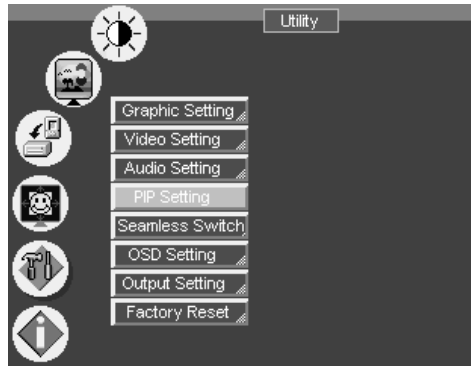 Utility
Graphic Setting
Video Setting
Audio Setting
PIP Setting
Seamless Switch
OSD Setting
Output Setting
Factory Reset